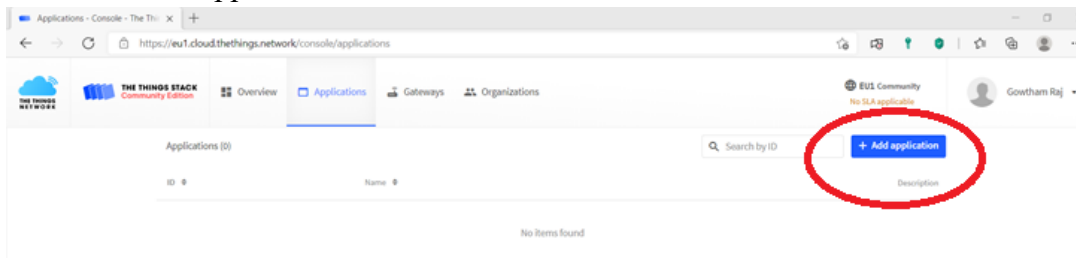 Applications - Console - The Thi
https://eu1.cloud.thethings.network/console/applications
THE THINGS NETWORK
THE THINGS STACK
Community Edition
Overview
Applications
Gateways
Organizations
EU1 Community
No SLA applicable
Gowtham Raj
Applications (0)
Search by ID
+ Add application
ID
Name
Description
No items found